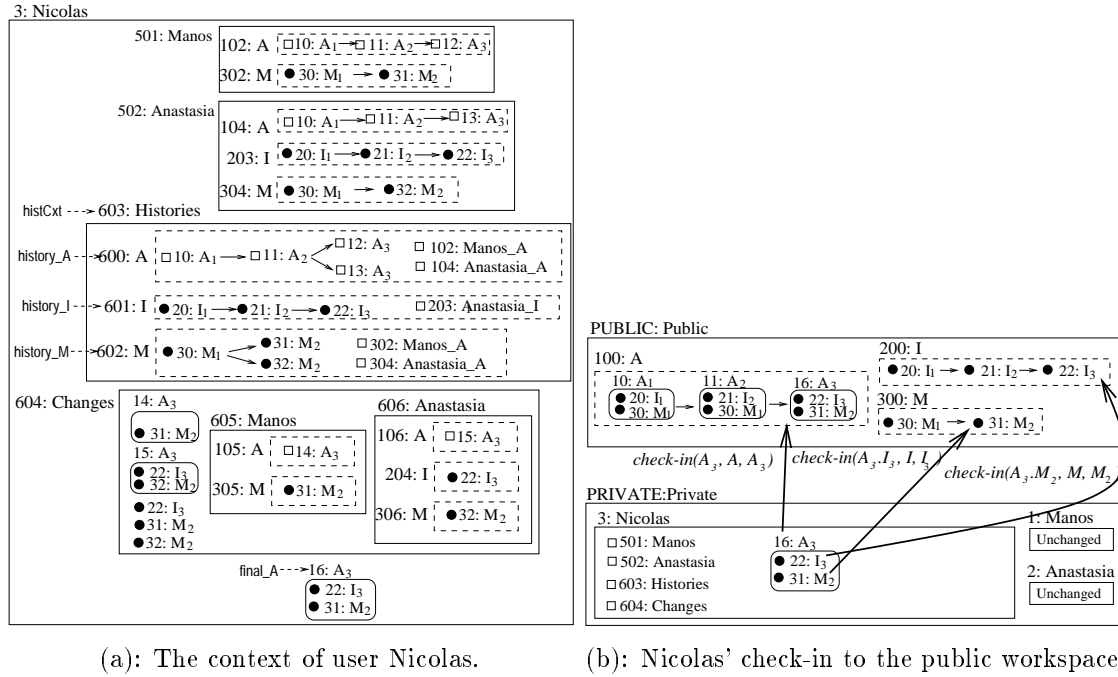 3: Nicolas
501: Manos
102: A
10: A1
11: A2
12: A3
302: M
30: M1
31: M2
502: Anastasia
104: A
10: A1
11: A2
13: A3
203: I
20: I1
21: I2
22: I3
304: M
30: M1
32: M2
histCxt
603: Histories
history_A
600: A
10: A1
11: A2
12: A3
13: A3
102: Manos_A
104: Anastasia_A
history_I
601: I
20: I1
21: I2
22: I3
203: Anastasia_I
history_M
602: M
30: M1
31: M2
32: M2
302: Manos_A
304: Anastasia_A
604: Changes
14: A3
31: M2
15: A3
22: I3
32: M2
22: I3
31: M2
32: M2
605: Manos
105: A
14: A3
305: M
31: M2
606: Anastasia
106: A
15: A3
204: I
22: I3
306: M
32: M2
final_A
16: A3
22: I3
31: M2
(a): The context of user Nicolas.
PUBLIC: Public
100: A
10: A1
20: I1
30: M1
11: A2
21: I2
30: M1
16: A3
22: I3
31: M2
200: I
20: I1
21: I2
22: I3
300: M
30: M1
31: M2
check-in(A3, A, A3)
check-in(A3.I3, I, I3)
check-in(A3.M2, M, M2)
PRIVATE:Private
3: Nicolas
501: Manos
502: Anastasia
603: Histories
604: Changes
16: A3
22: I3
31: M2
1: Manos
Unchanged
2: Anastasia
Unchanged
(b): Nicolas' check-in to the public workspace